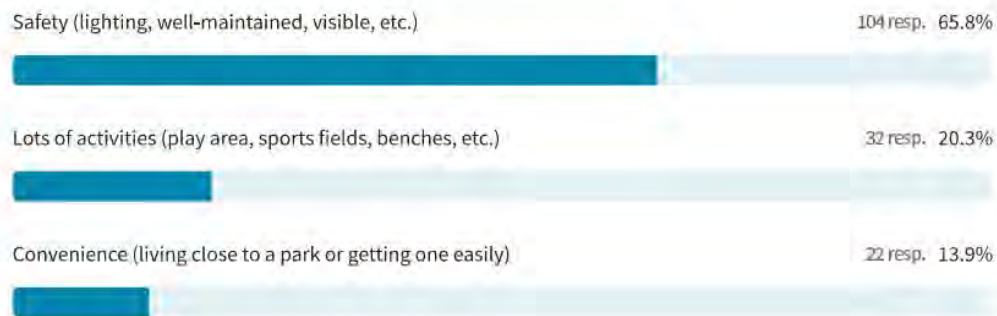 Safety (lighting, well-maintained, visible, etc.) 104 resp. 65.8%
Lots of activities (play area, sports fields, benches, etc.) 32 resp. 20.3%
Convenience (living close to a park or getting one easily) 22 resp. 13.9%